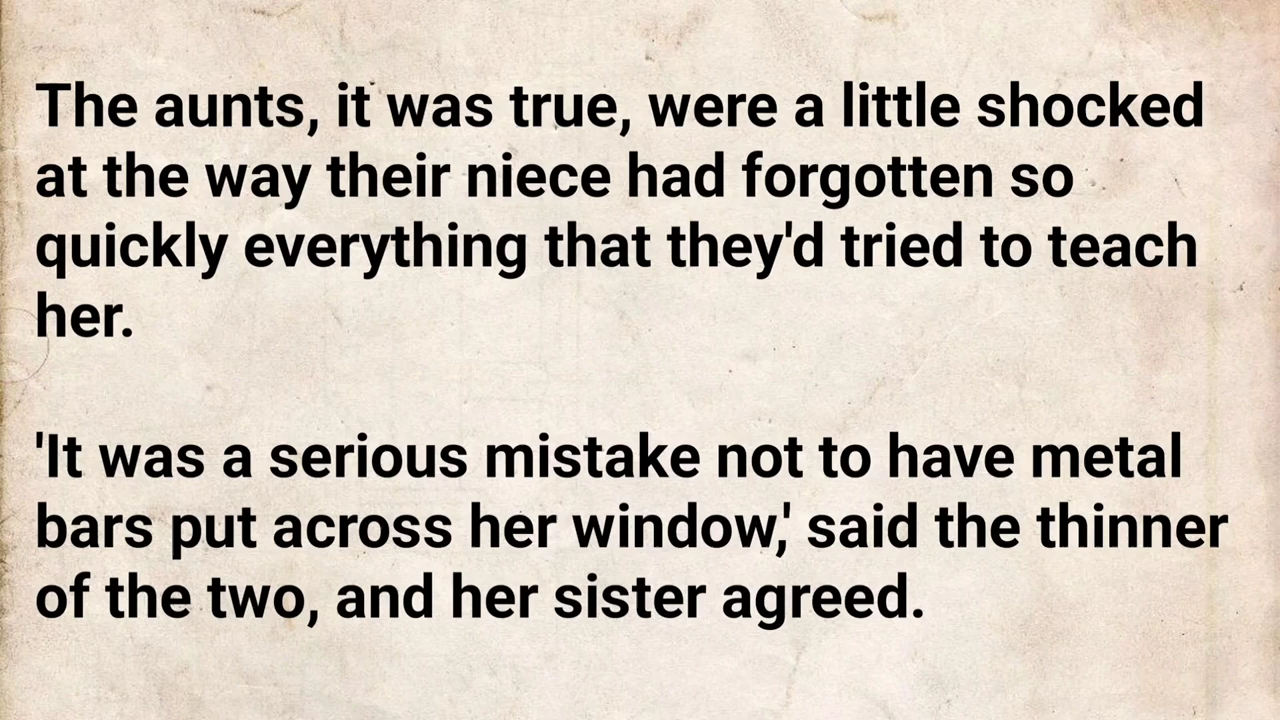 The aunts, it was true, were a little shocked
at the way their niece had forgotten so
quickly everything that they'd tried to teach
her.
'It was a serious mistake not to have metal
bars put across her window,' said the thinner
of the two, and her sister agreed.